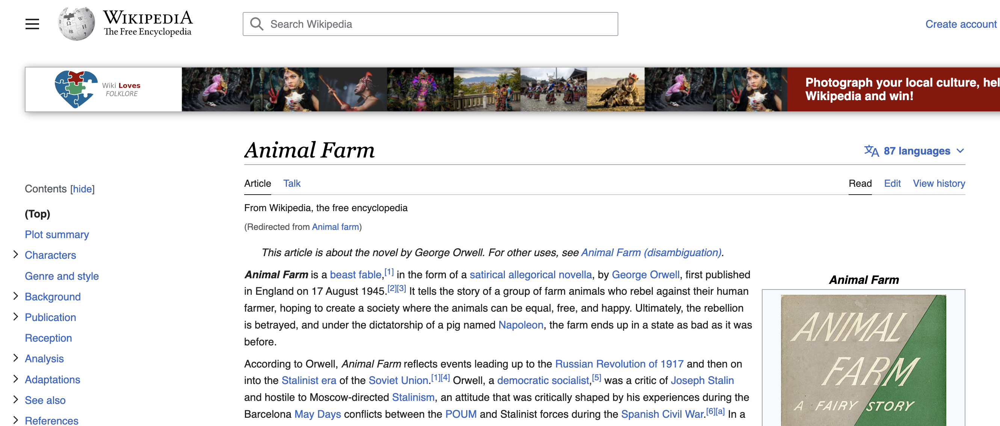 WIKIPEDIA
The Free Encyclopedia
Search Wikipedia
Create account
Wiki Loves
FOLKLORE
Photograph your local culture, hel
Wikipedia and win!
Animal Farm
87 languages
Contents [hide]
(Top)
Plot summary
Characters
Genre and style
Background
Publication
Reception
Analysis
Adaptations
See also
References
Article Talk
Read Edit View history
From Wikipedia, the free encyclopedia
(Redirected from Animal farm)
This article is about the novel by George Orwell. For other uses, see Animal Farm (disambiguation).
Animal Farm is a beast fable,[1] in the form of a satirical allegorical novella, by George Orwell, first published
in England on 17 August 1945.[2][3] It tells the story of a group of farm animals who rebel against their human
farmer, hoping to create a society where the animals can be equal, free, and happy. Ultimately, the rebellion
is betrayed, and under the dictatorship of a pig named Napoleon, the farm ends up in a state as bad as it was
before.
According to Orwell, Animal Farm reflects events leading up to the Russian Revolution of 1917 and then on
into the Stalinist era of the Soviet Union.[1][4] Orwell, a democratic socialist,[5] was a critic of Joseph Stalin
and hostile to Moscow-directed Stalinism, an attitude that was critically shaped by his experiences during the
Barcelona May Days conflicts between the POUM and Stalinist forces during the Spanish Civil War.[6][a] In a
Animal Farm
ANIMAL
FARM
A FAIRY STORY